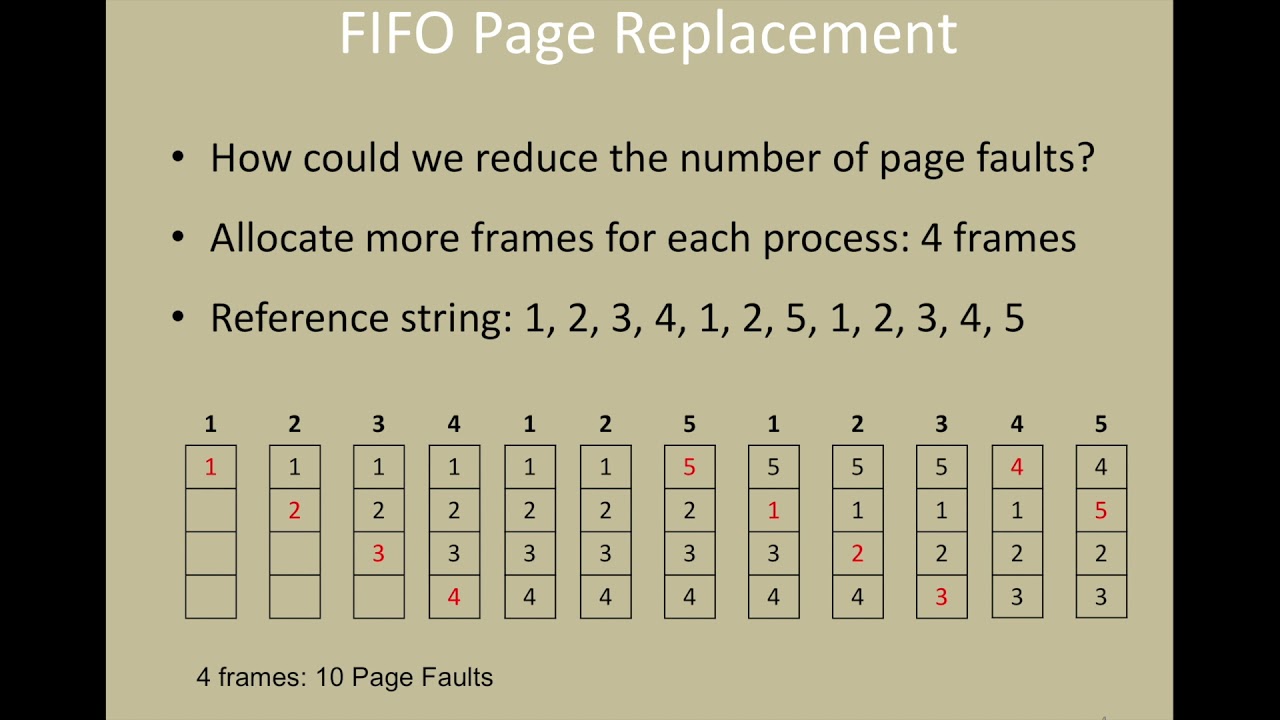 FIFO Page Replacement
• How could we reduce the number of page faults?
• Allocate more frames for each process: 4 frames
• Reference string: 1, 2, 3, 4, 1, 2, 5, 1, 2, 3, 4, 5
1 2 3 4 1 2 5 1 2 3 4 5
1 1 1 1 1 1 5 5 5 5 4 4
2 2 2 2 2 2 1 1 1 1 5
3 3 3 3 3 3 2 2 2 2
4 4 4 4 4 4 3 3 3
4 frames: 10 Page Faults